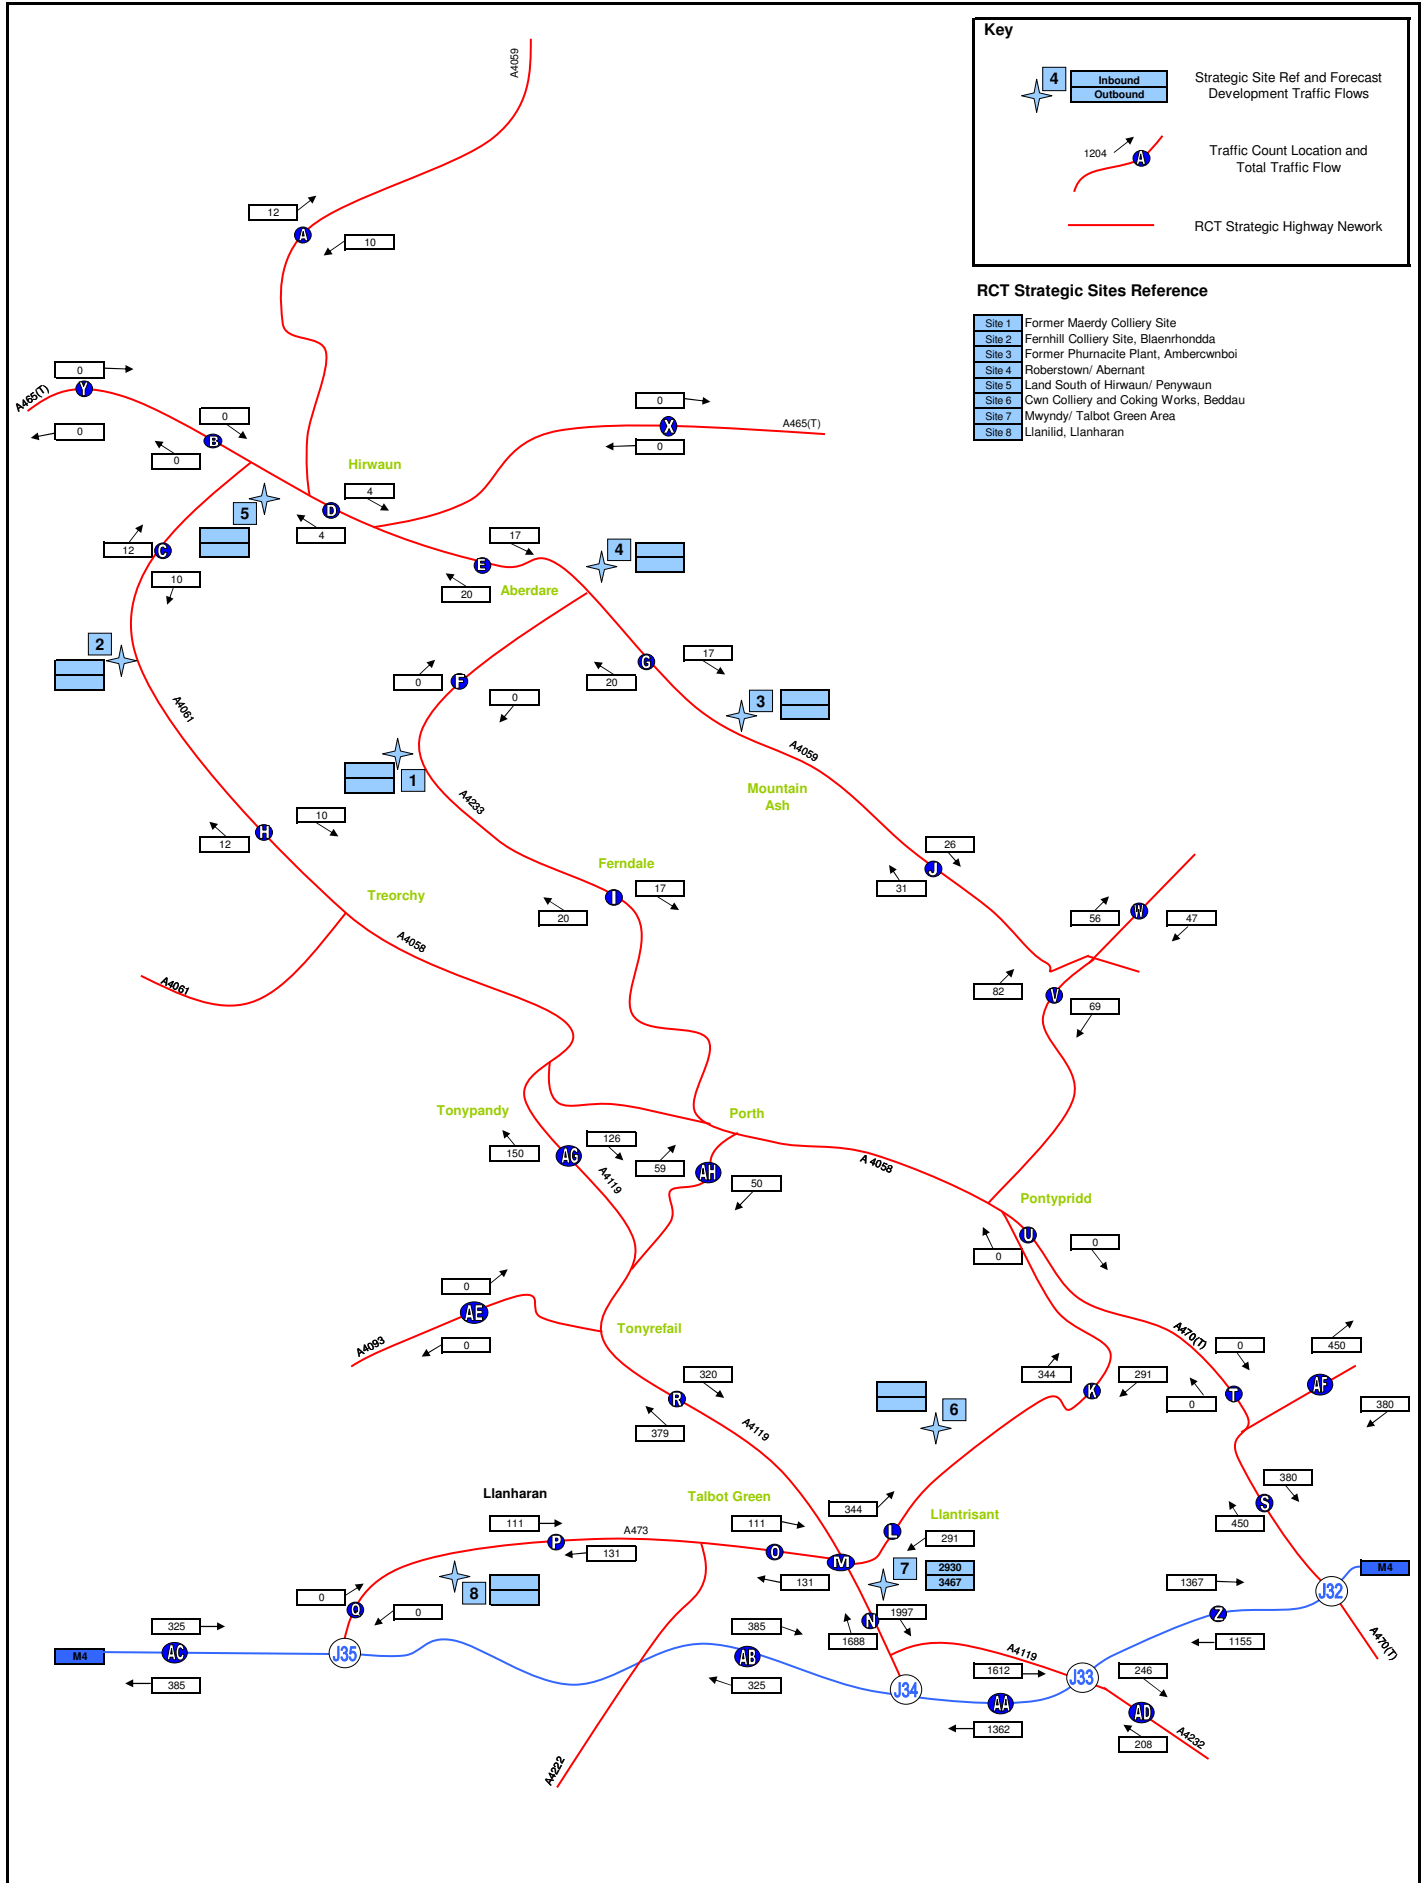 Key
4
Inbound
Outbound
Strategic Site Ref and Forecast
Development Traffic Flows
1204
A
Traffic Count Location and
Total Traffic Flow
RCT Strategic Highway Nework
RCT Strategic Sites Reference
Site 1 Former Maerdy Colliery Site
Site 2 Fernhill Colliery Site, Blaenrhondda
Site 3 Former Phurnacite Plant, Ambercwnboi
Site 4 Roberstown/ Abernant
Site 5 Land South of Hirwaun/ Penywaun
Site 6 Cwn Colliery and Coking Works, Beddau
Site 7 Mwyndy/ Talbot Green Area
Site 8 Llanilid, Llanharan
A4059
12
A
10
0
Y
A465(T)
0
0
B
0
0
X
A465(T)
0
Hirwaun
4
D
4
5
12
C
10
17
E
20
Aberdare
4
2
A4061
0
F
0
G
17
20
3
A4059
Mountain
Ash
1
A4233
10
H
12
Treorchy
Ferndale
17
I
20
26
J
31
56
W
47
A4058
A4061
82
V
69
Tonypandy
Porth
150
AG
126
59
AH
50
A4119
A 4058
Pontypridd
U
0
0
0
AE
0
A4093
Tonyrefail
320
R
379
A4119
6
344
K
291
A470(T)
0
T
0
450
AF
380
380
S
450
Llanharan
111
P
131
A473
Talbot Green
111
O
131
M
344
L
291
Llantrisant
7
2930
3467
8
0
Q
0
325
M4
AC
385
J35
385
AB
325
N
1997
1688
J34
A4119
1612
AA
1362
J33
246
AD
208
A4232
1367
Z
1155
J32
M4
A470(T)
A4222